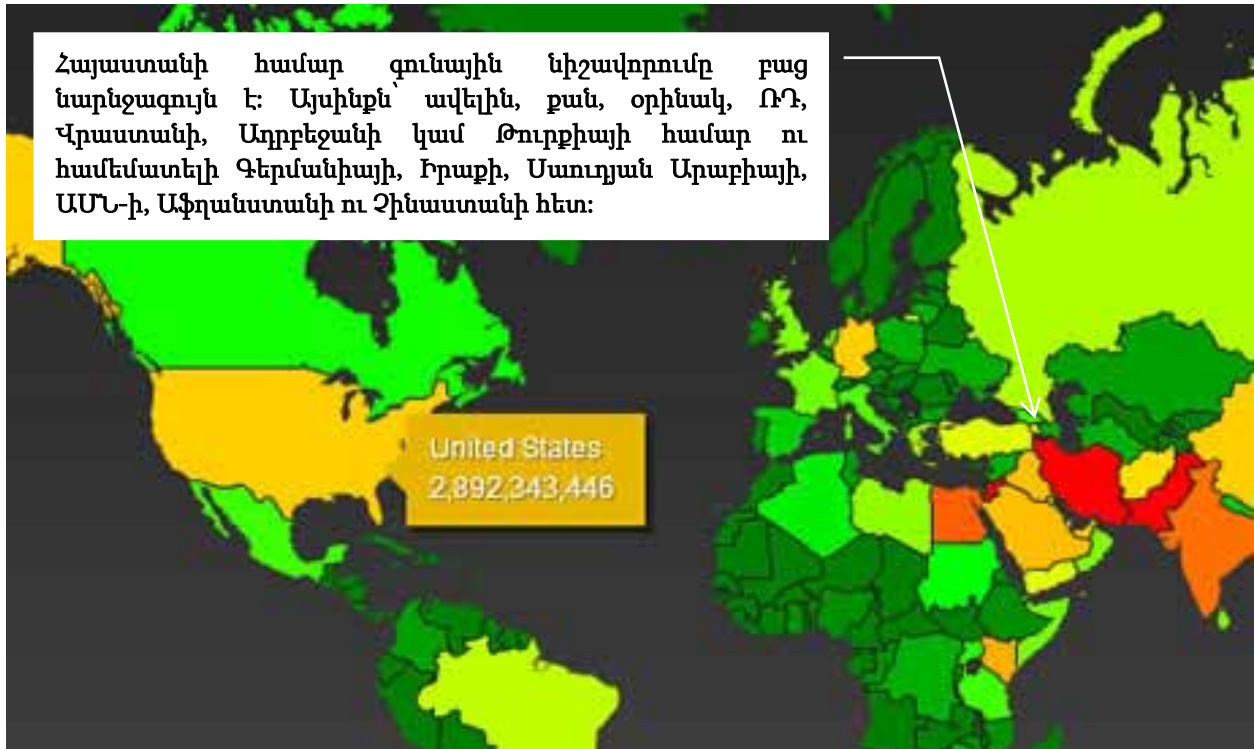 Հայաստանի համար գունային նիշավորումը բաց
նարնջագույն է: Այսինքն՝ ավելին, քան, օրինակ, ՌԴ,
Վրաստանի, Ադրբեջանի կամ Թուրքիայի համար ու
համեմատելի Գերմանիայի, Իրաքի, Սաուդյան Արաբիայի,
ԱՄՆ-ի, Աֆղանստանի ու Չինաստանի հետ:
United States
2,892,343,446